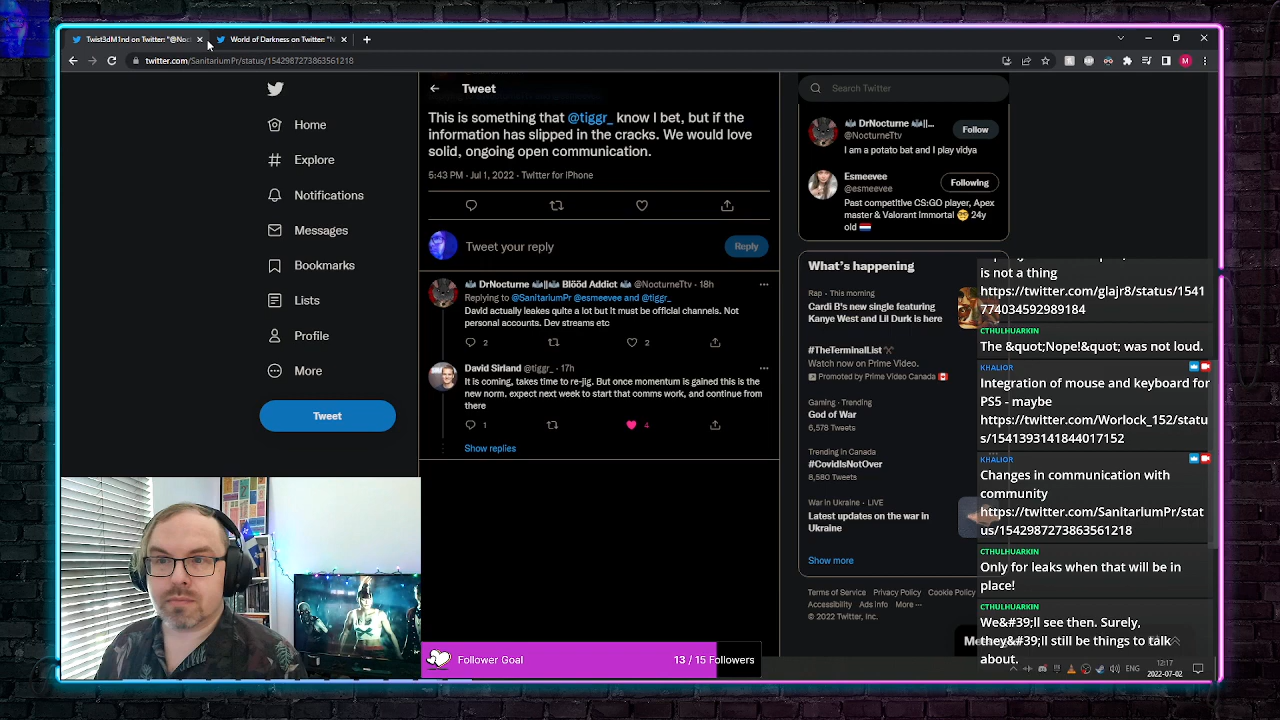 Twist3dM1nd on Twitter: "@Noc
World of Darkness on Twitter: "N
twitter.com/SanitariumPr/status/1542987273863561218
Home
Explore
Notifications
Messages
Bookmarks
Lists
Profile
More
Tweet
Tweet
This is something that @tiggr_ know I bet, but if the
information has slipped in the cracks. We would love
solid, ongoing open communication.
5:43 PM · Jul 1, 2022 · Twitter for iPhone
Tweet your reply
Reply
DrNocturne || Blööd Addict @NocturneTtv · 18h
Replying to @SanitariumPr @esmeevee and @tiggr_
David actually leaks quite a lot but it must be official channels. Not
personal accounts. Dev streams etc
2
2
David Sirland @tiggr_ · 17h
It is coming, takes time to re-jig. But once momentum is gained this is the
new norm, expect next week to start that comms work, and continue from
there
1
4
Show replies
Search Twitter
DrNocturne ||...
@NocturneTtv
Follow
I am a potato bat and I play vidya
Esmeevee
@esmeevee
Following
Past competitive CS:GO player, Apex
master & Valorant Immortal 24y
old
What's happening
Rap · This morning
Cardi B's new single featuring
Kanye West and Lil Durk is here
#TheTerminalList
Watch now on Prime Video.
Promoted by Prime Video Canada
Gaming · Trending
God of War
6,578 Tweets
Trending in Canada
#CovidIsNotOver
8,580 Tweets
War in Ukraine · LIVE
Latest updates on the war in
Ukraine
Show more
Terms of Service Privacy Policy Cookie Policy
Accessibility Ads info More ···
© 2022 Twitter, Inc.
is not a thing
https://twitter.com/glajr8/status/1541
774034592989184
CTHULHUARKIN
The &quot;Nope!&quot; was not loud.
KHALIOR
Integration of mouse and keyboard for
PS5 - maybe
https://twitter.com/Worlock_152/statu
s/1541393141844017152
KHALIOR
Changes in communication with
community
https://twitter.com/SanitariumPr/stat
us/1542987273863561218
CTHULHUARKIN
Only for leaks when that will be in
place!
CTHULHUARKIN
We&#39;ll see then. Surely,
they&#39;ll still be things to talk
about.
Follower Goal
13 / 15 Followers
ENG
12:17
2022-07-02